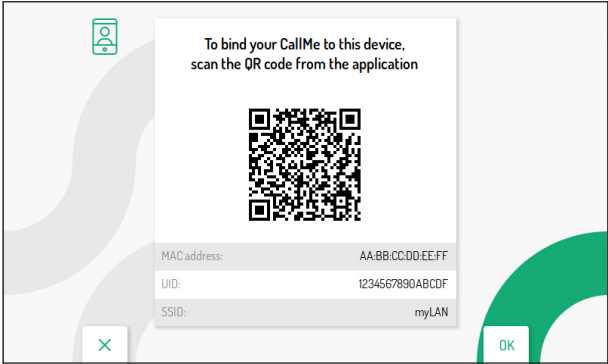 To bind your CallMe to this device,
scan the QR code from the application
MAC address: AA:BB:CC:DD:EE:FF
UID: 1234567890ABCDF
SSID: myLAN
OK